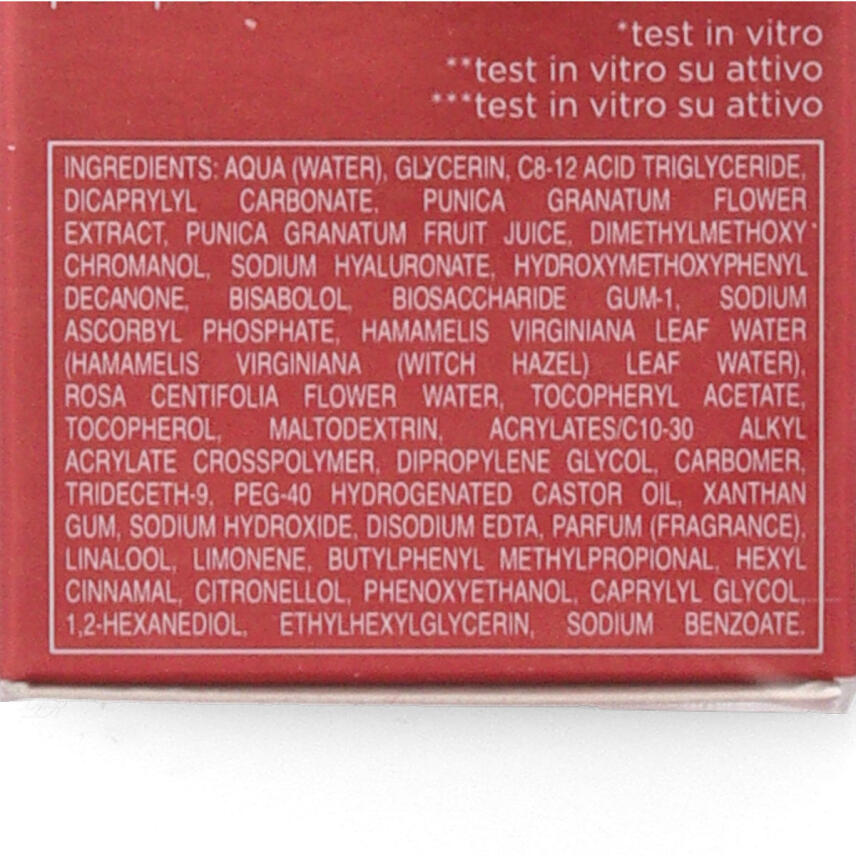 *test in vitro
**test in vitro su attivo
***test in vitro su attivo
INGREDIENTS: AQUA (WATER), GLYCERIN, C8-12 ACID TRIGLYCERIDE,
DICAPRYLYL CARBONATE, PUNICA GRANATUM FLOWER
EXTRACT, PUNICA GRANATUM FRUIT JUICE, DIMETHYLMETHOXY
CHROMANOL, SODIUM HYALURONATE, HYDROXYMETHOXYPHENYL
DECANONE, BISABOLOL, BIOSACCHARIDE GUM-1, SODIUM
ASCORBYL PHOSPHATE, HAMAMELIS VIRGINIANA LEAF WATER
(HAMAMELIS VIRGINIANA (WITCH HAZEL) LEAF WATER),
ROSA CENTIFOLIA FLOWER WATER, TOCOPHERYL ACETATE,
TOCOPHEROL, MALTODEXTRIN, ACRYLATES/C10-30 ALKYL
ACRYLATE CROSSPOLYMER, DIPROPYLENE GLYCOL, CARBOMER,
TRIDECETH-9, PEG-40 HYDROGENATED CASTOR OIL, XANTHAN
GUM, SODIUM HYDROXIDE, DISODIUM EDTA, PARFUM (FRAGRANCE),
LINALOOL, LIMONENE, BUTYLPHENYL METHYLPROPIONAL, HEXYL
CINNAMAL, CITRONELLOL, PHENOXYETHANOL, CAPRYLYL GLYCOL,
1,2-HEXANEDIOL, ETHYLHEXYLGLYCERIN, SODIUM BENZOATE.